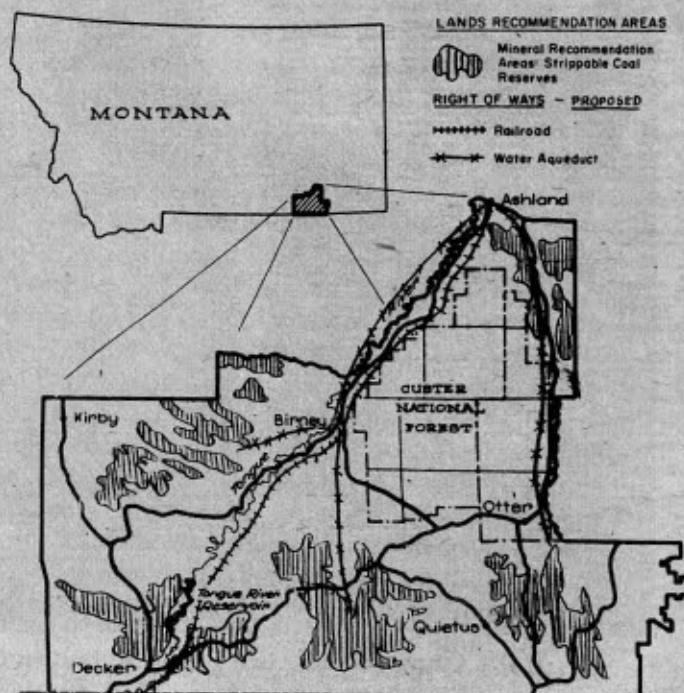 LANDS RECOMMENDATION AREAS
Mineral Recommendation
Areas: Strippable Coal
Reserves
RIGHT OF WAYS - PROPOSED
Railroad
Water Aqueduct
MONTANA
Ashland
CUSTER
NATIONAL
FOREST
Kirby
Birney
Otter
Tongue River
Reservoir
Quietus
Decker